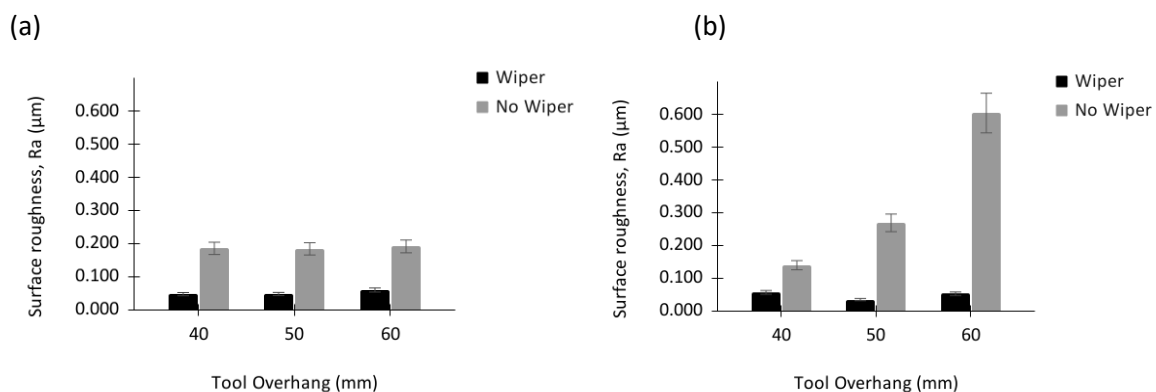 (a)
Wiper
No Wiper
Surface roughness, Ra (µm)
0.600
0.500
0.400
0.300
0.200
0.100
0.000
40 50 60
Tool Overhang (mm)
(b)
Wiper
No Wiper
Surface roughness, Ra (µm)
0.600
0.500
0.400
0.300
0.200
0.100
0.000
40 50 60
Tool Overhang (mm)